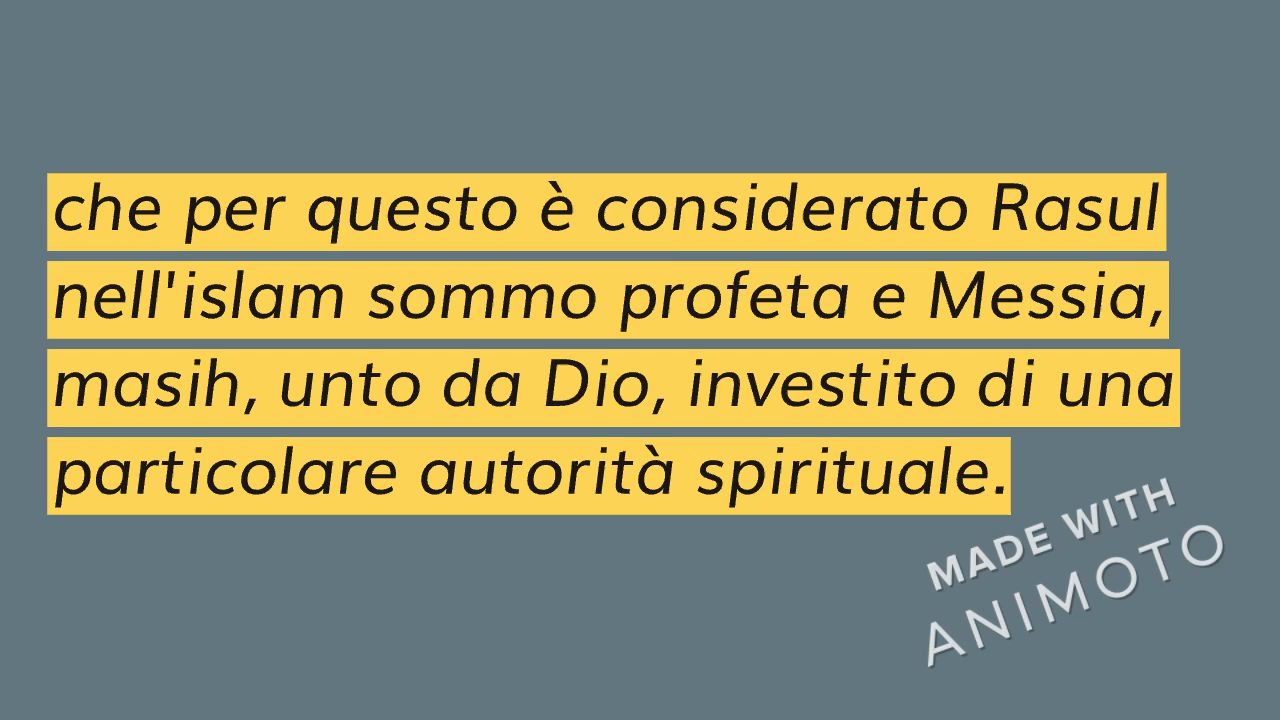 che per questo è considerato Rasul
nell'islam sommo profeta e Messia,
masih, unto da Dio, investito di una
particolare autorità spirituale.
MADE WITH
ANIMOTO